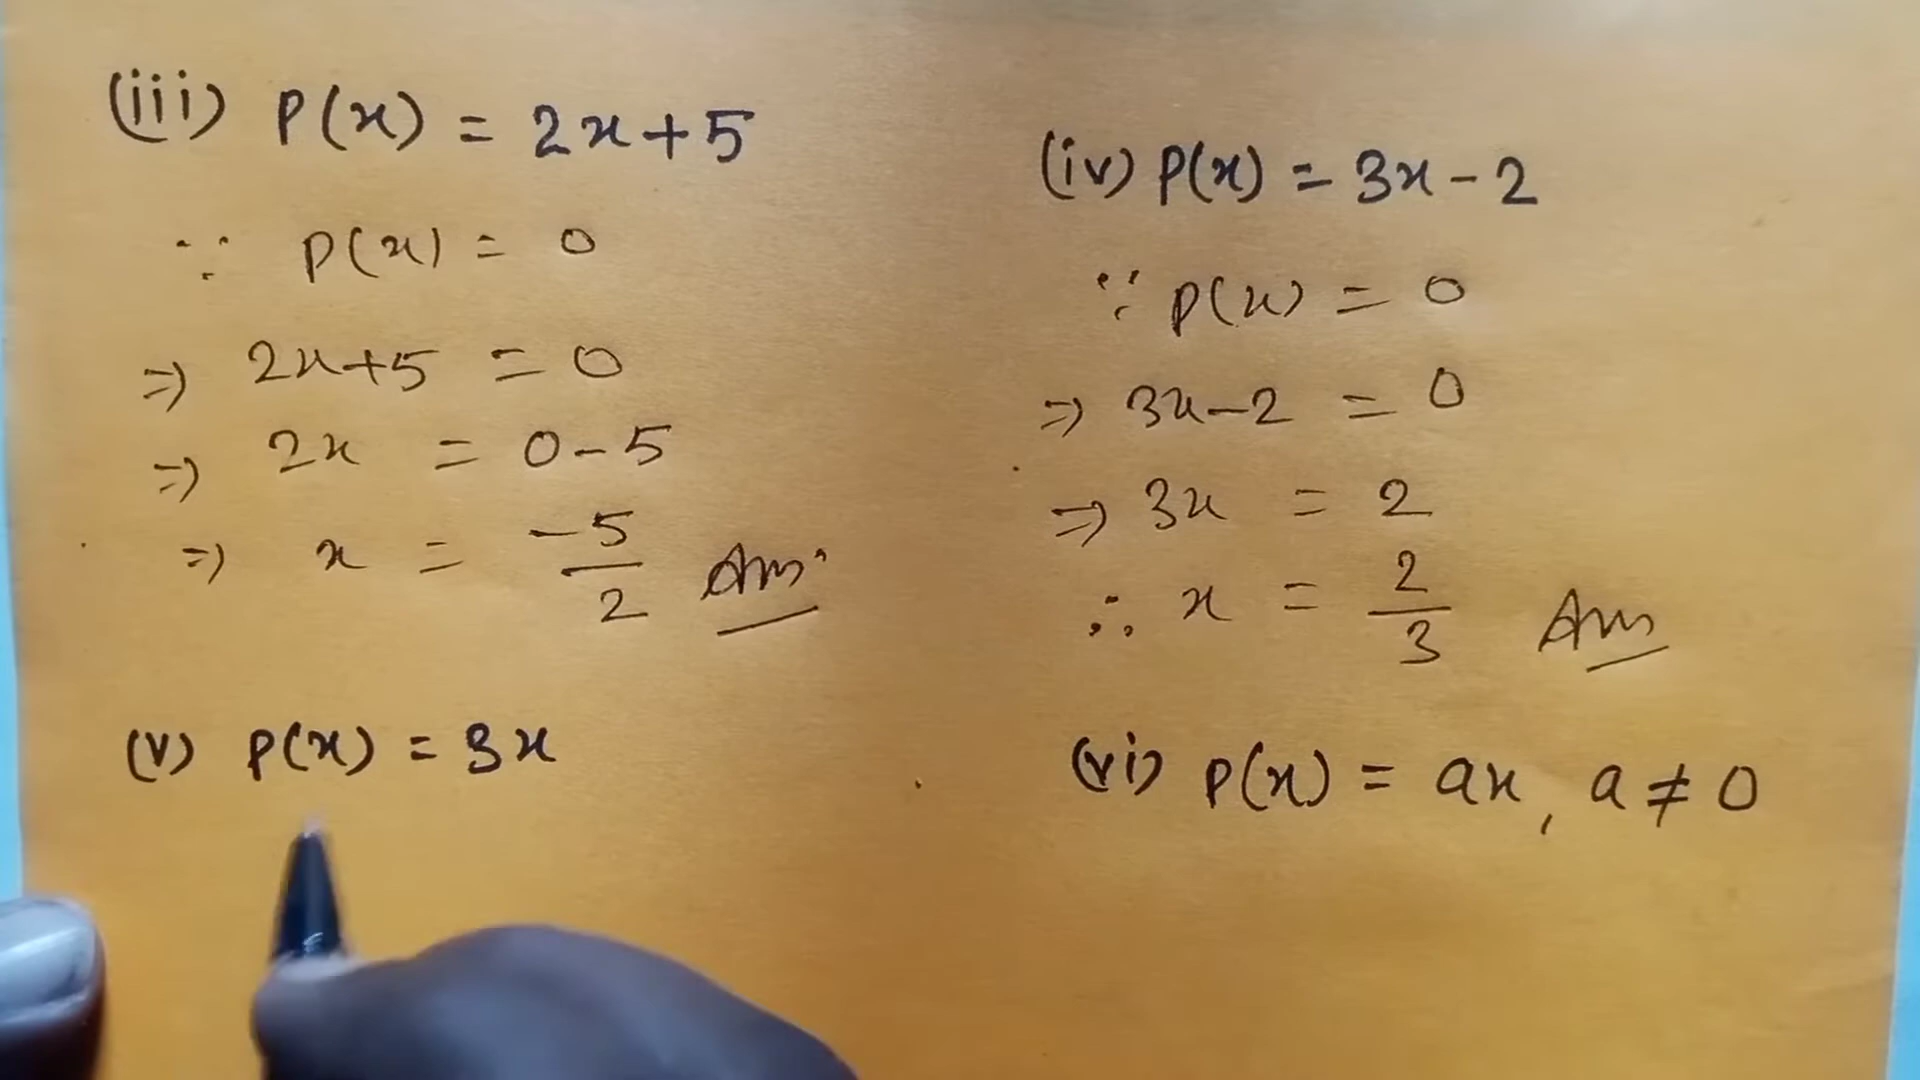 (iii) P(x) = 2x+5
∵ P(x) = 0
=> 2x+5 = 0
=> 2x = 0-5
=> x = -5/2 Ans.
(iv) P(x) = 3x-2
∵ P(x) = 0
=> 3x-2 = 0
=> 3x = 2
∴ x = 2/3 Ans
(v) P(x) = 3x
(vi) P(x) = ax, a ≠ 0